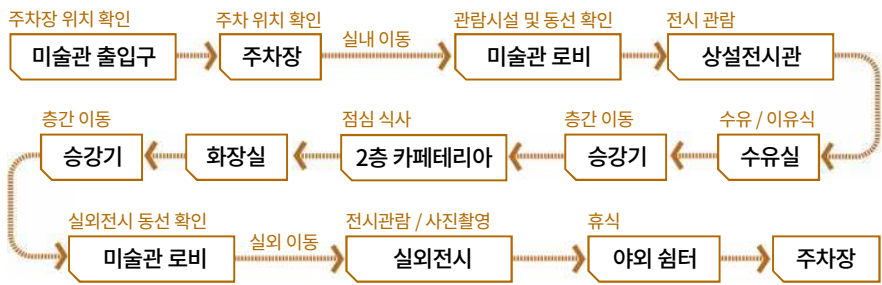 주차장 위치 확인
미술관 출입구
주차 위치 확인
주차장
실내 이동
관람시설 및 동선 확인
미술관 로비
전시 관람
상설전시관
수유 / 이유식
수유실
층간 이동
승강기
점심 식사
2층 카페테리아
화장실
층간 이동
승강기
실외전시 동선 확인
미술관 로비
실외 이동
전시관람 / 사진촬영
실외전시
휴식
야외 쉼터
주차장